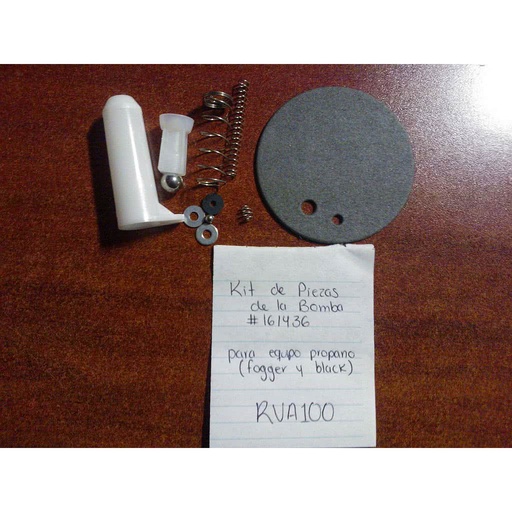 Kit de Piezas
de la Bomba
#161436
para equipo propano
(fogger y black)
RVA100